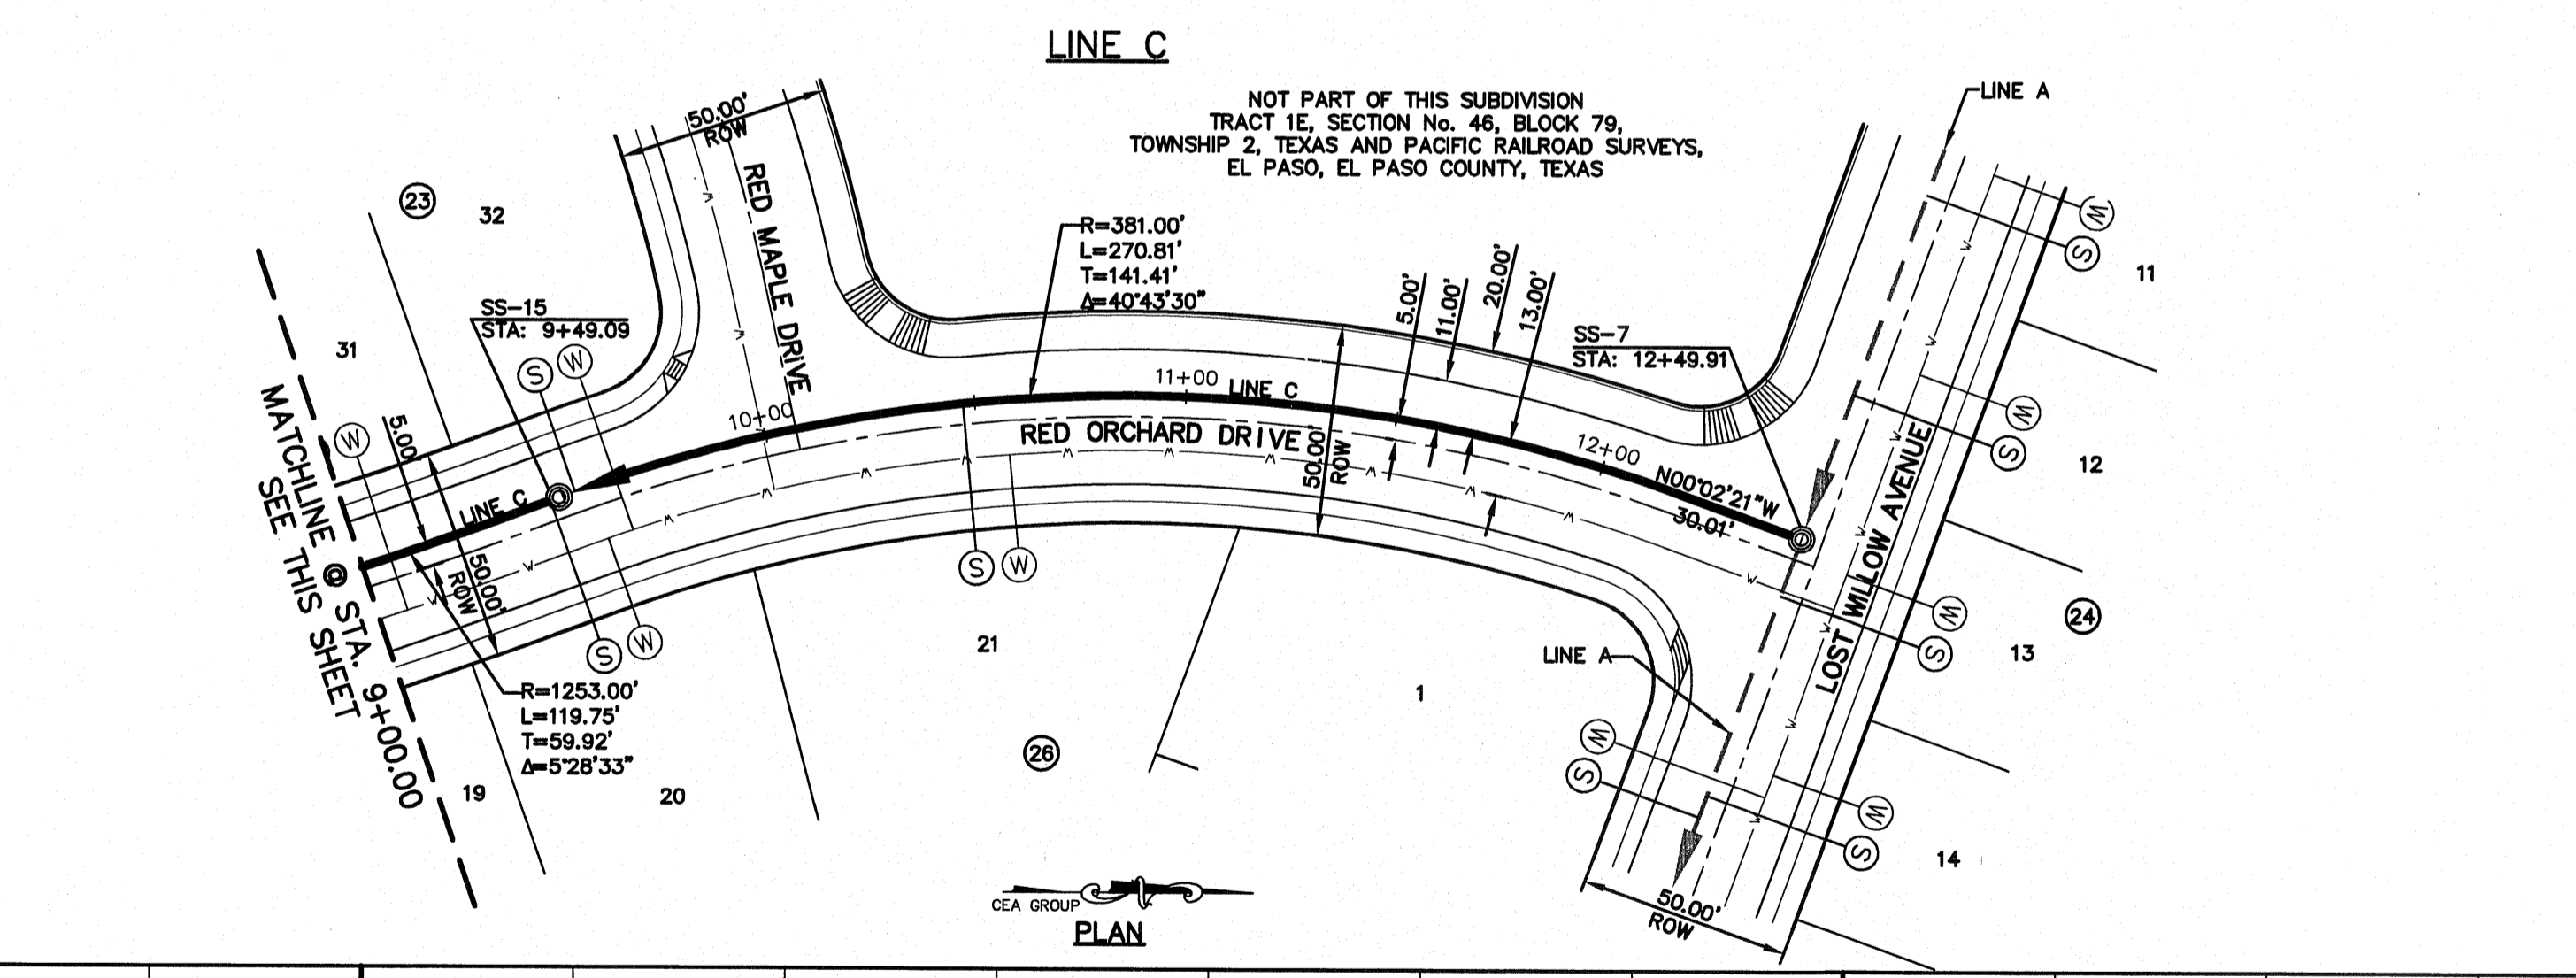 LINE C
NOT PART OF THIS SUBDIVISION
TRACT 1E, SECTION No. 46, BLOCK 79,
TOWNSHIP 2, TEXAS AND PACIFIC RAILROAD SURVEYS,
EL PASO, EL PASO COUNTY, TEXAS
LINE A
50.00'
ROW
RED MAPLE DRIVE
23
32
31
SS-15
STA: 9+49.09
S
W
W
5.00'
R=381.00'
L=270.81'
T=141.41'
Δ=40°43'30"
5.00'
11.00'
20.00'
13.00'
SS-7
STA: 12+49.91
W
S
11
10+00
11+00
LINE C
12+00
RED ORCHARD DRIVE
50.00'
ROW
N00°02'21"W
30.01'
W
S
12
LOST WILLOW AVENUE
MATCHLINE @ STA. 9+00.00
SEE THIS SHEET
LINE C
50.00'
ROW
S
W
S
W
W
S
24
13
21
1
LINE A
R=1253.00'
L=119.75'
T=59.92'
Δ=5°28'33"
19
20
26
W
S
W
S
14
50.00'
ROW
CEA GROUP
PLAN